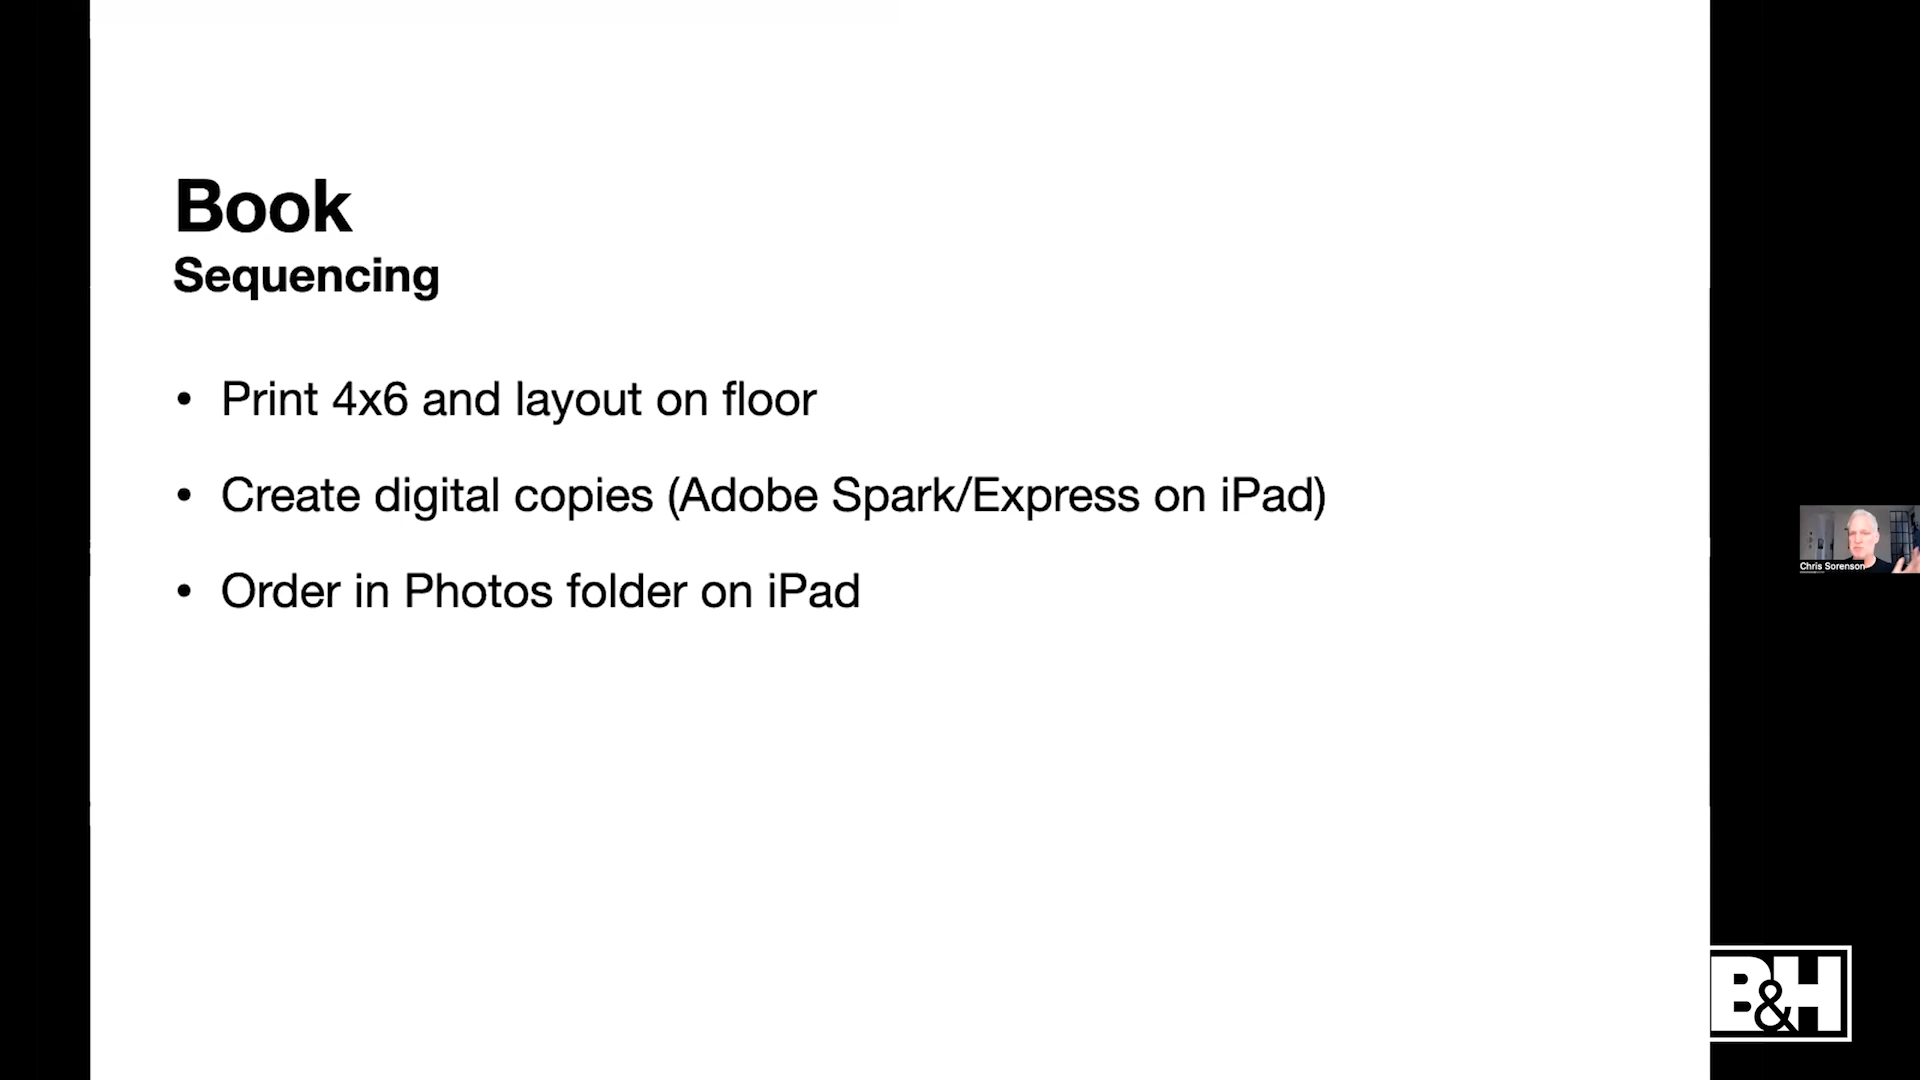 Book
Sequencing
• Print 4x6 and layout on floor
• Create digital copies (Adobe Spark/Express on iPad)
• Order in Photos folder on iPad
Chris Sorenson
B&H